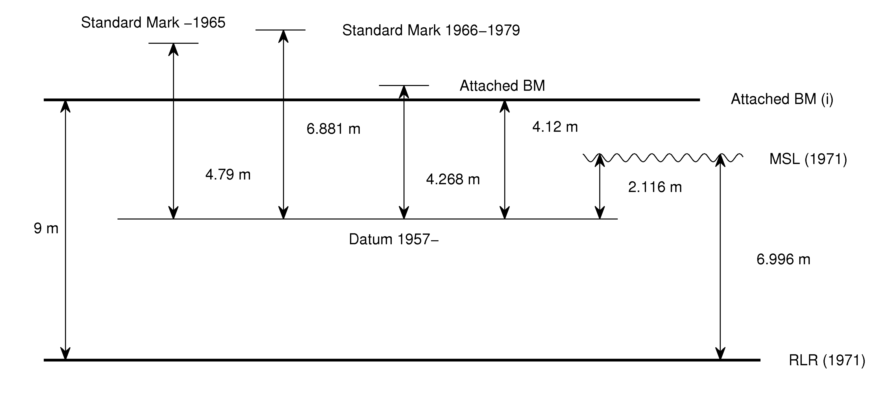 Standard Mark −1965
Standard Mark 1966−1979
Attached BM
Attached BM (i)
6.881 m
4.12 m
MSL (1971)
4.79 m
4.268 m
2.116 m
9 m
Datum 1957−
6.996 m
RLR (1971)